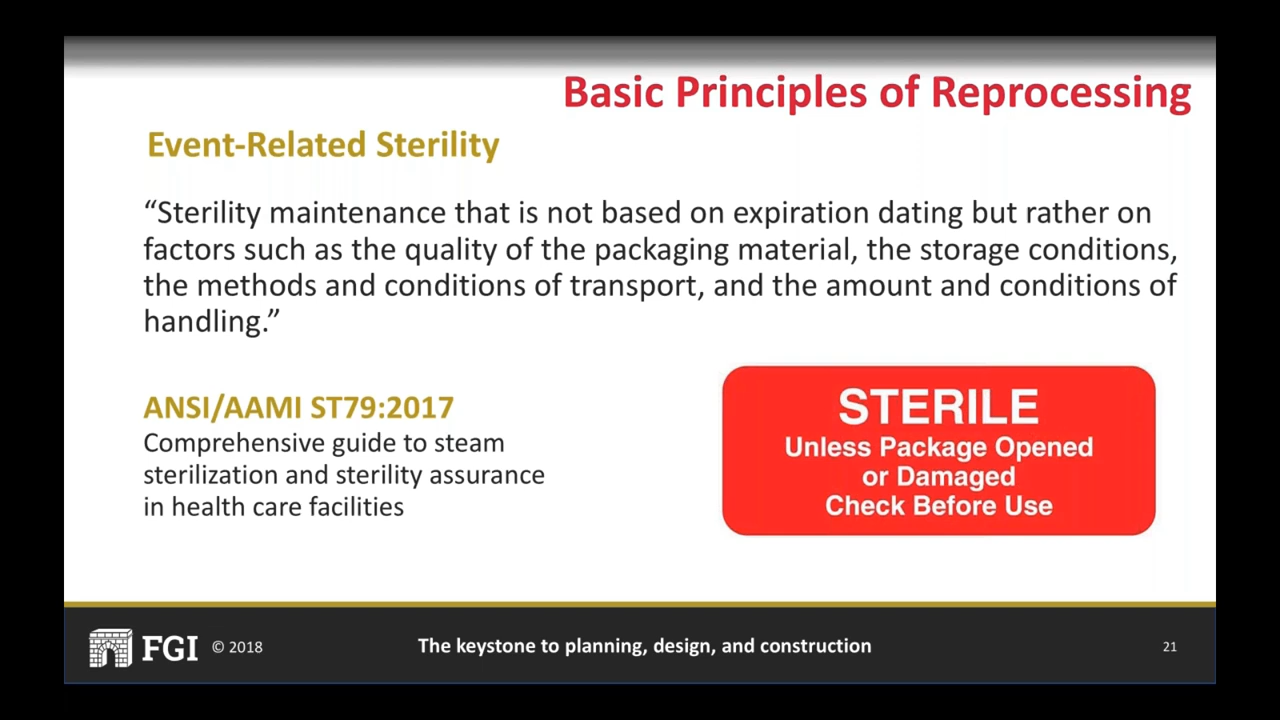 Basic Principles of Reprocessing
Event-Related Sterility
“Sterility maintenance that is not based on expiration dating but rather on
factors such as the quality of the packaging material, the storage conditions,
the methods and conditions of transport, and the amount and conditions of
handling.”
ANSI/AAMI ST79:2017
Comprehensive guide to steam
sterilization and sterility assurance
in health care facilities
STERILE
Unless Package Opened
or Damaged
Check Before Use
FGI © 2018
The keystone to planning, design, and construction
21